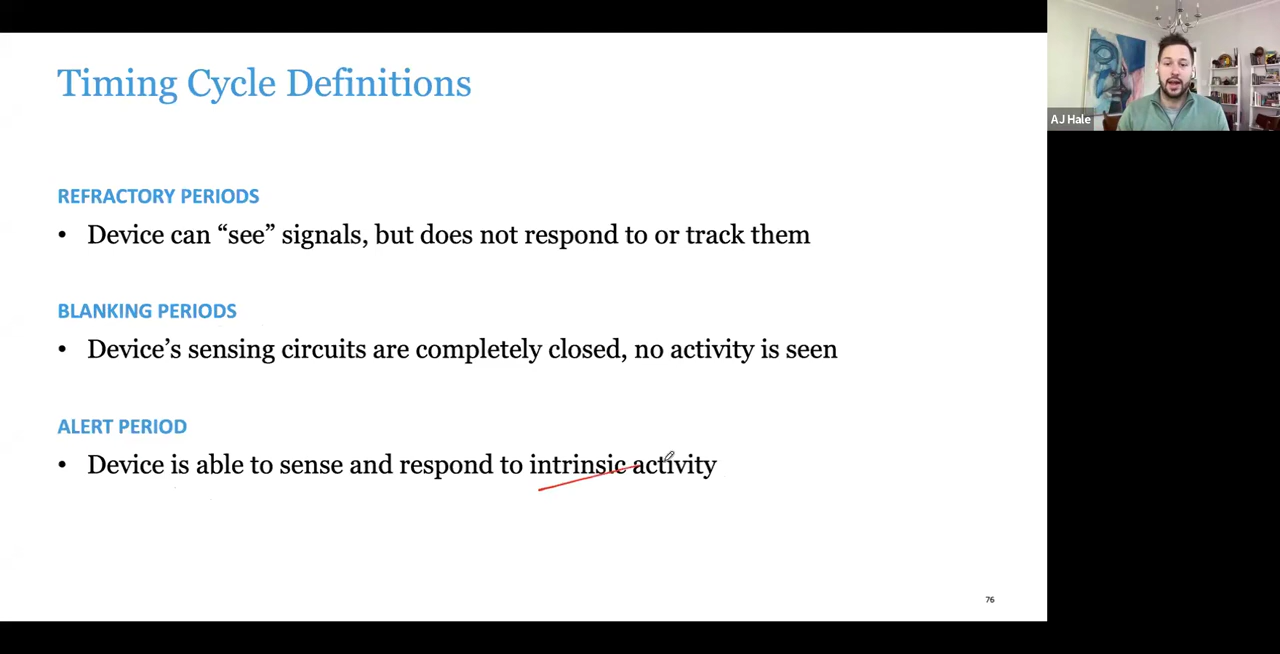 Timing Cycle Definitions
AJ Hale
REFRACTORY PERIODS
• Device can “see” signals, but does not respond to or track them
BLANKING PERIODS
• Device’s sensing circuits are completely closed, no activity is seen
ALERT PERIOD
• Device is able to sense and respond to intrinsic activity
76